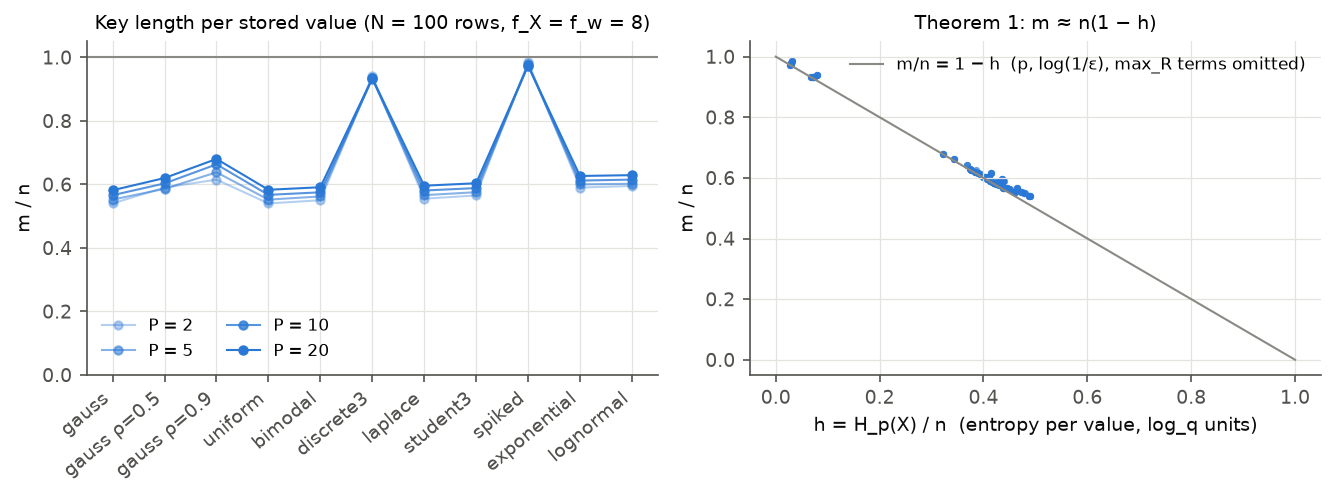 Key length per stored value (N = 100 rows, f_X = f_w = 8)
m / n
1.0
0.8
0.6
0.4
0.2
0.0
P = 2
P = 5
P = 10
P = 20
gauss
gauss ρ=0.5
gauss ρ=0.9
uniform
bimodal
discrete3
laplace
student3
spiked
exponential
lognormal
Theorem 1: m ≈ n(1 − h)
m/n = 1 − h (p, log(1/ε), max_R terms omitted)
m / n
1.0
0.8
0.6
0.4
0.2
0.0
0.0
0.2
0.4
0.6
0.8
1.0
h = H_p(X) / n (entropy per value, log_q units)